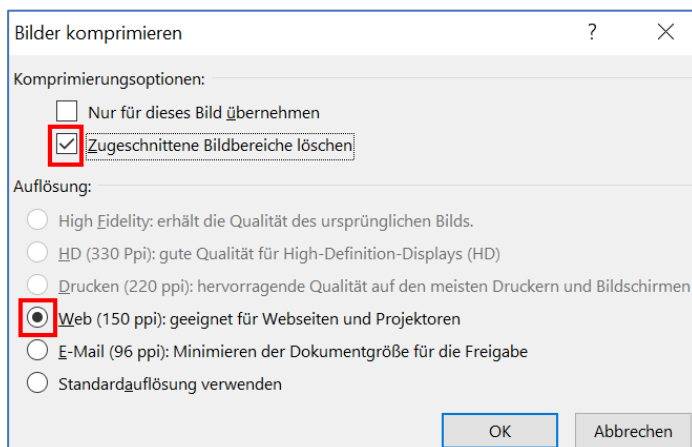 Bilder komprimieren
Komprimierungsoptionen:
Nur für dieses Bild übernehmen
Zugeschnittene Bildbereiche löschen
Auflösung:
High Fidelity: erhält die Qualität des ursprünglichen Bilds.
HD (330 Ppi): gute Qualität für High-Definition-Displays (HD)
Drucken (220 ppi): hervorragende Qualität auf den meisten Druckern und Bildschirmen
Web (150 ppi): geeignet für Webseiten und Projektoren
E-Mail (96 ppi): Minimieren der Dokumentgröße für die Freigabe
Standardauflösung verwenden
OK Abbrechen